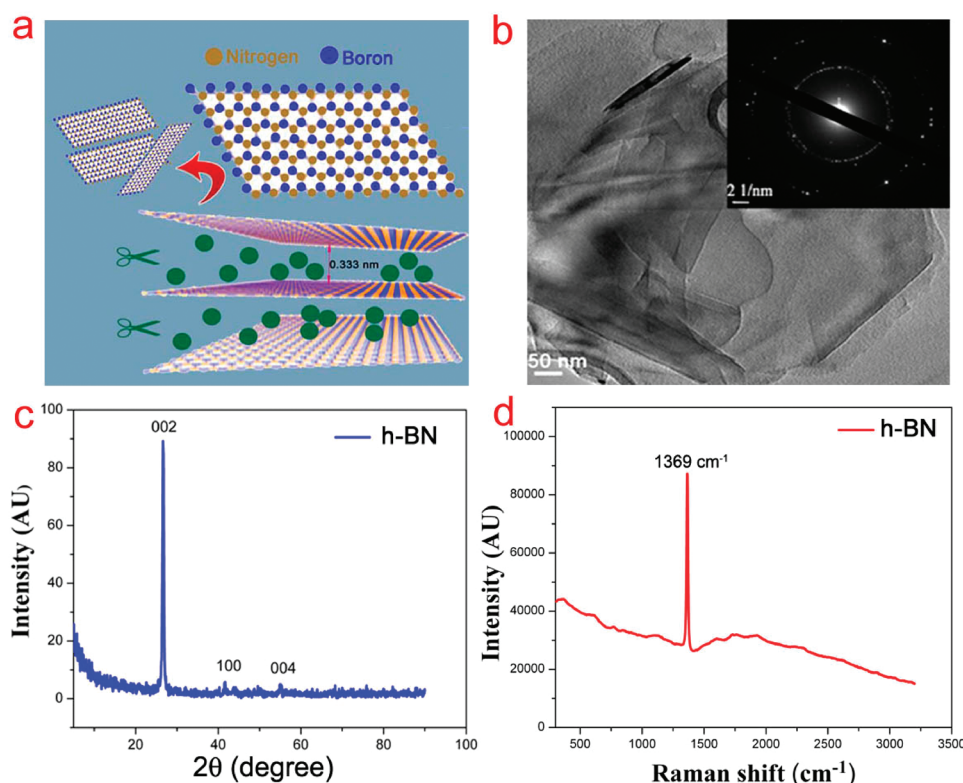 a
Nitrogen Boron
0.333 nm
b
2 1/nm
50 nm
c
h-BN
002
100
004
100
80
60
40
20
0
Intensity (AU)
20 40 60 80 100
2θ (degree)
d
h-BN
1369 cm⁻¹
100000
80000
60000
40000
20000
0
Intensity (AU)
500 1000 1500 2000 2500 3000 3500
Raman shift (cm⁻¹)